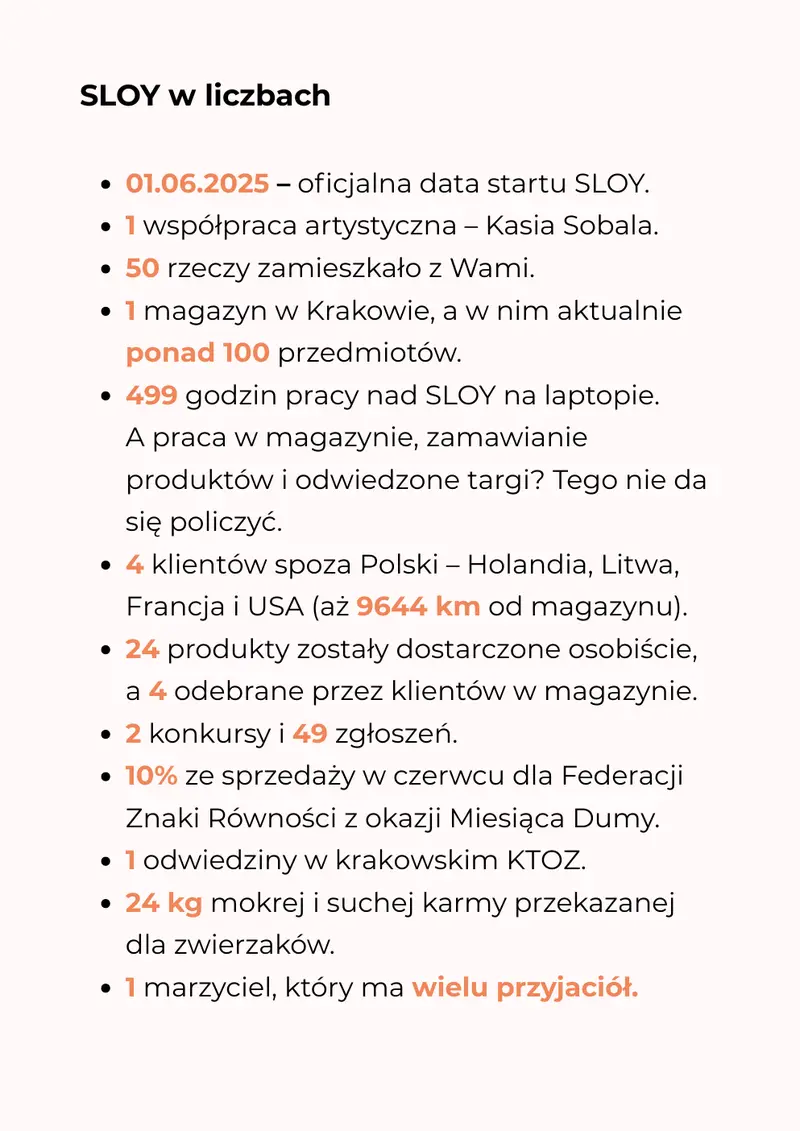 SLOY w liczbach
• 01.06.2025 – oficjalna data startu SLOY.
• 1 współpraca artystyczna – Kasia Sobala.
• 50 rzeczy zamieszkało z Wami.
• 1 magazyn w Krakowie, a w nim aktualnie
ponad 100 przedmiotów.
• 499 godzin pracy nad SLOY na laptopie.
A praca w magazynie, zamawianie
produktów i odwiedzone targi? Tego nie da
się policzyć.
• 4 klientów spoza Polski – Holandia, Litwa,
Francja i USA (aż 9644 km od magazynu).
• 24 produkty zostały dostarczone osobiście,
a 4 odebrane przez klientów w magazynie.
• 2 konkursy i 49 zgłoszeń.
• 10% ze sprzedaży w czerwcu dla Federacji
Znaki Równości z okazji Miesiąca Dumy.
• 1 odwiedziny w krakowskim KTOZ.
• 24 kg mokrej i suchej karmy przekazanej
dla zwierzaków.
• 1 marzyciel, który ma wielu przyjaciół.